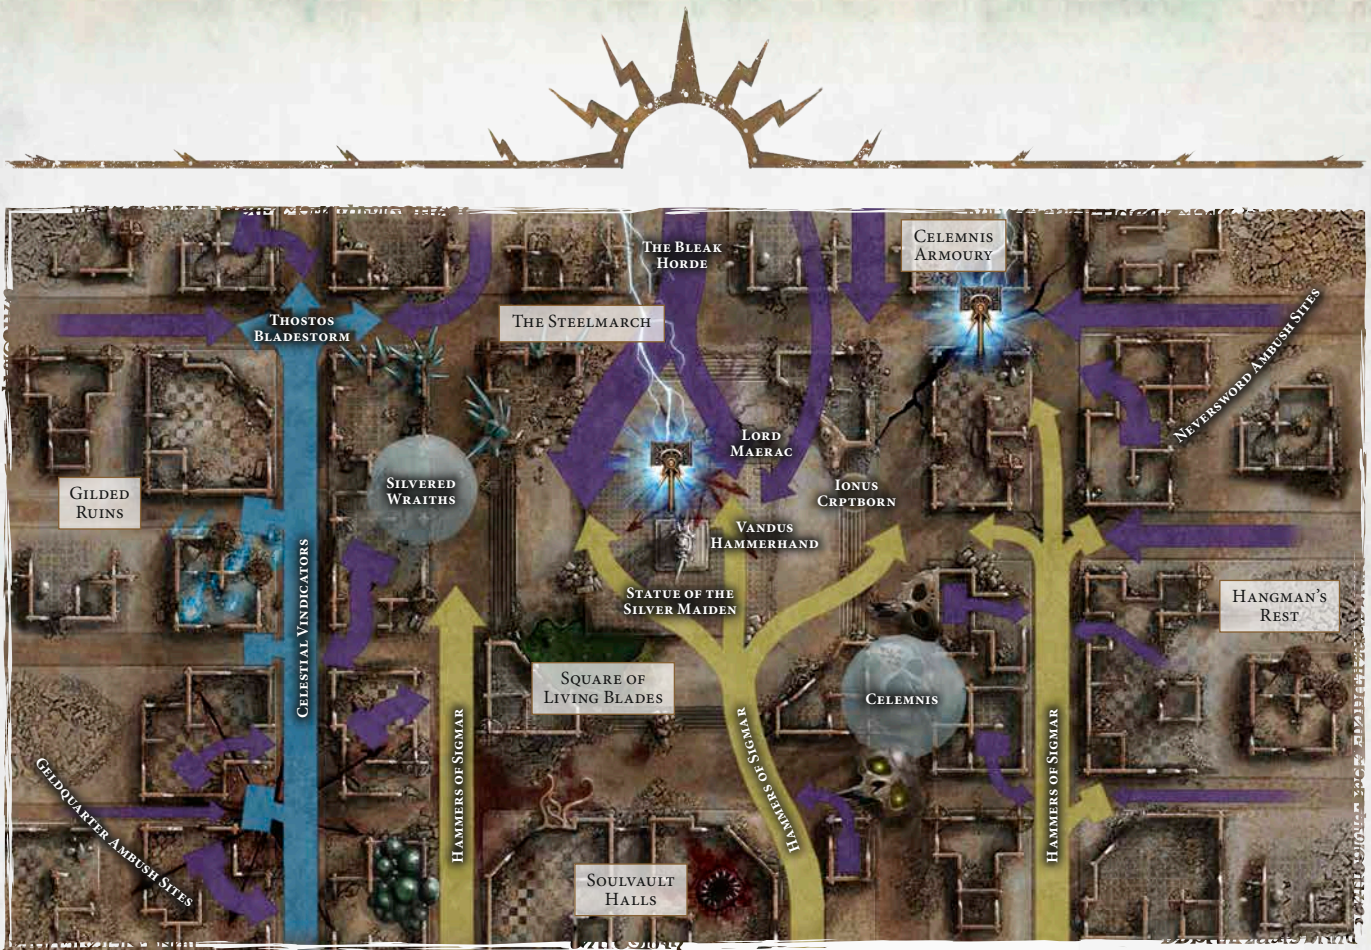 THE BLEAK
HORDE
CELEMNIS
ARMOURY
THE STEELMARCH
THOSTOS
BLADESTORM
NEVERSWORD AMBUSH SITES
LORD
MAERAC
SILVERED
WRAITHS
IONUS
CRPTBORN
GILDED
RUINS
VANDUS
HAMMERHAND
STATUE OF THE
SILVER MAIDEN
HANGMAN'S
REST
CELESTIAL VINDICATORS
SQUARE OF
LIVING BLADES
CELEMNIS
HAMMERS OF SIGMAR
HAMMERS OF SIGMAR
HAMMERS OF SIGMAR
GELDQUARTER AMBUSH SITES
SOULVAULT
HALLS